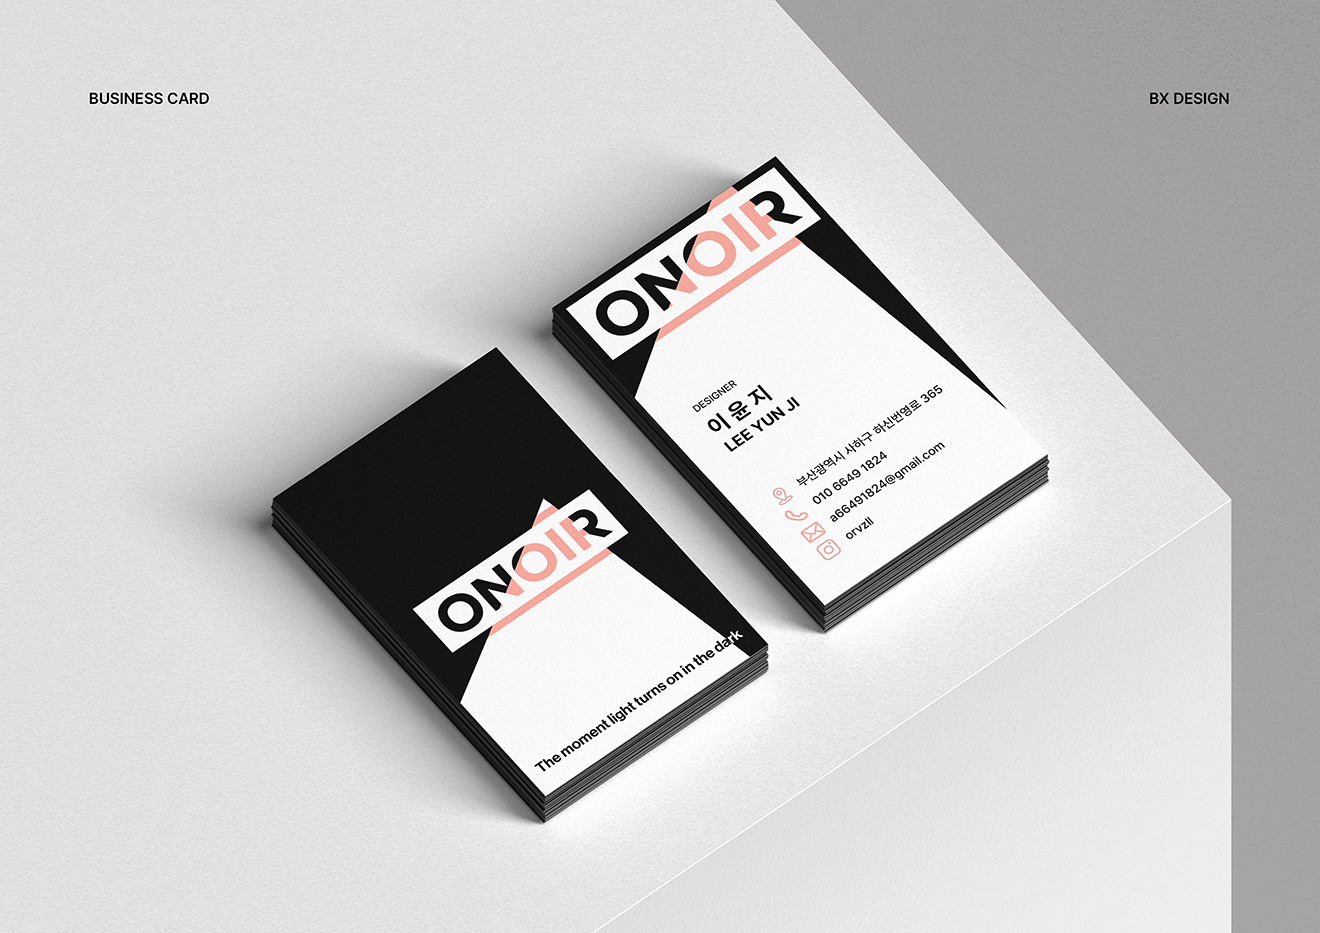 BUSINESS CARD
BX DESIGN
ONOIR
DESIGNER
이윤지
LEE YUN JI
부산광역시 사하구 하신번영로 365
010 6649 1824
a66491824@gmail.com
orvzll
ONOIR
The moment light turns on in the dark